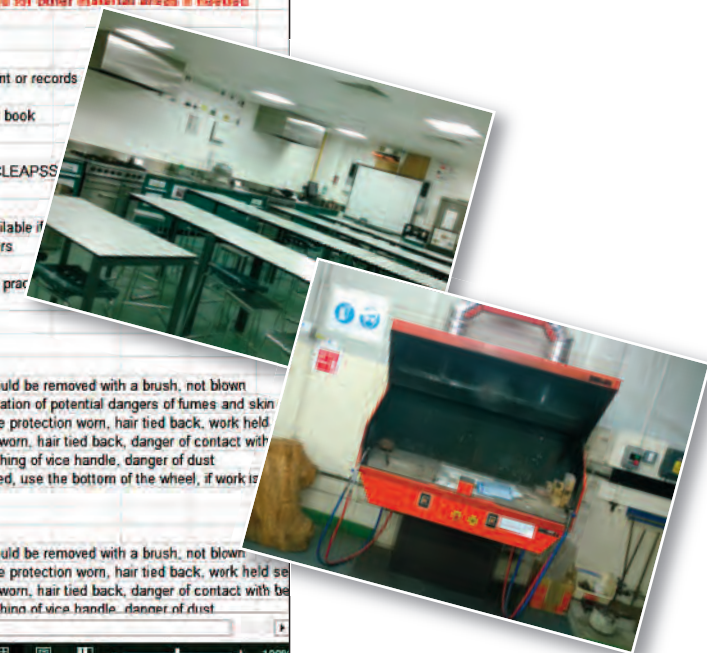 nt or records
book
CLEAPSS
ilable if
rs
prac
uld be removed with a brush, not blown
ation of potential dangers of fumes and skin
e protection worn, hair tied back, work held
worn, hair tied back, danger of contact with
hing of vice handle, danger of dust
ed, use the bottom of the wheel, if work is
uld be removed with a brush, not blown
e protection worn, hair tied back, work held se
worn, hair tied back, danger of contact with be
hing of vice handle, danger of dust